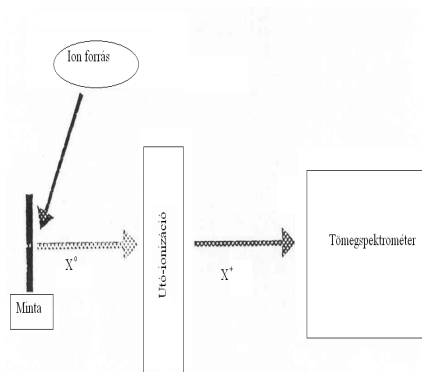 Ion forrás
X⁰
Minta
Utó-ionizáció
X⁺
Tömegspektrométer